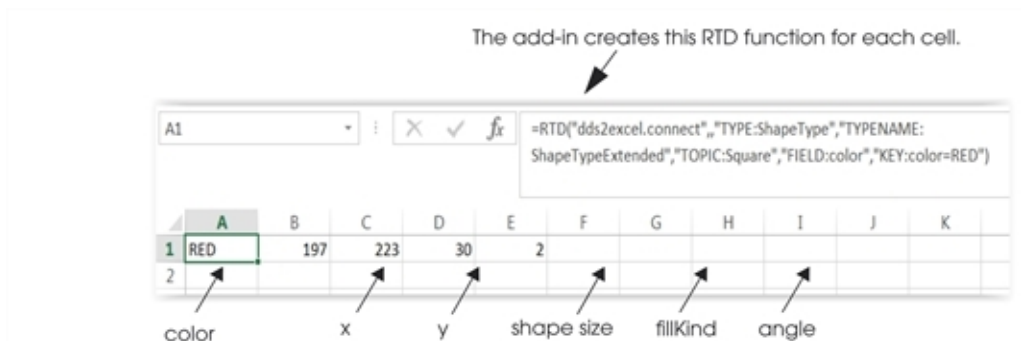 The add-in creates this RTD function for each cell.
A1
fx
=RTD("dds2excel.connect",,"TYPE:ShapeType","TYPENAME:
ShapeTypeExtended","TOPIC:Square","FIELD:color","KEY:color=RED")
A B C D E F G H I J K
1 RED 197 223 30 2
2
color x y shape size fillKind angle